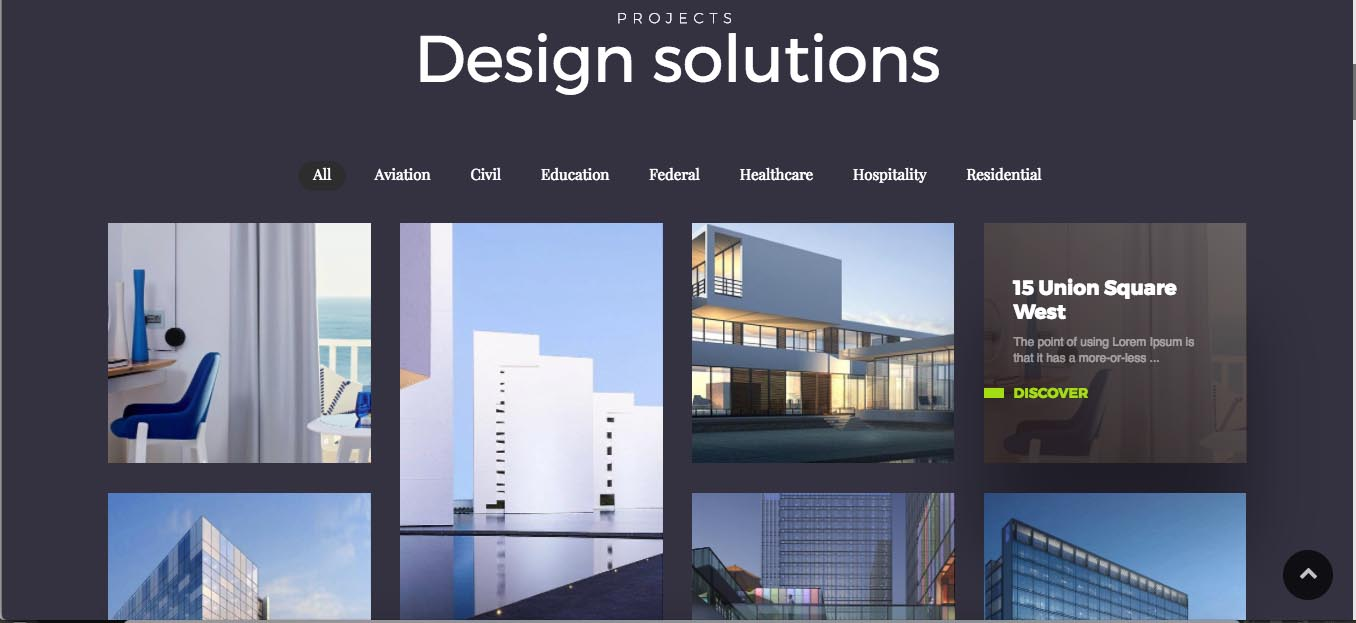 PROJECTS
Design solutions
All Aviation Civil Education Federal Healthcare Hospitality Residential
15 Union Square
West
The point of using Lorem Ipsum is
that it has a more-or-less ...
DISCOVER